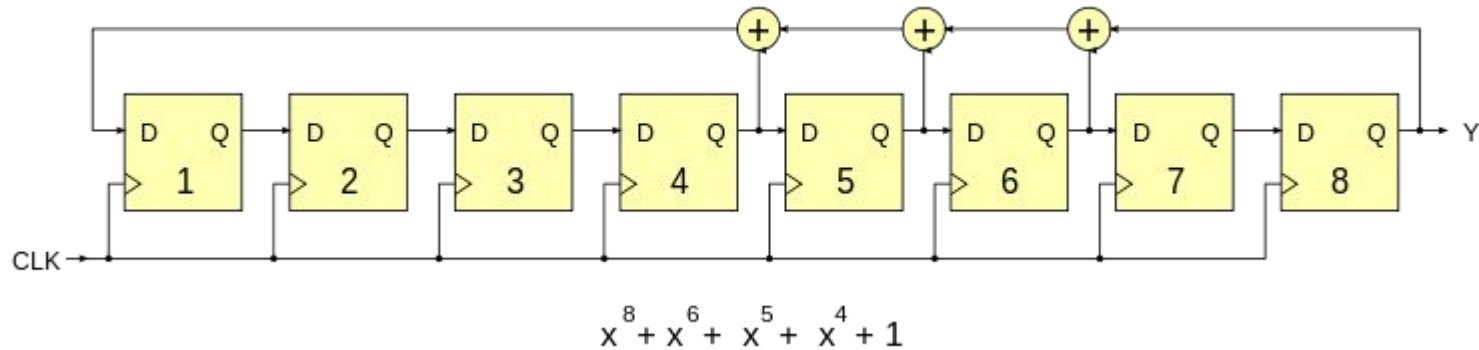 + + +
D Q D Q D Q D Q D Q D Q D Q D Q Y
1 2 3 4 5 6 7 8
CLK
x⁸+ x⁶+ x⁵+ x⁴+ 1